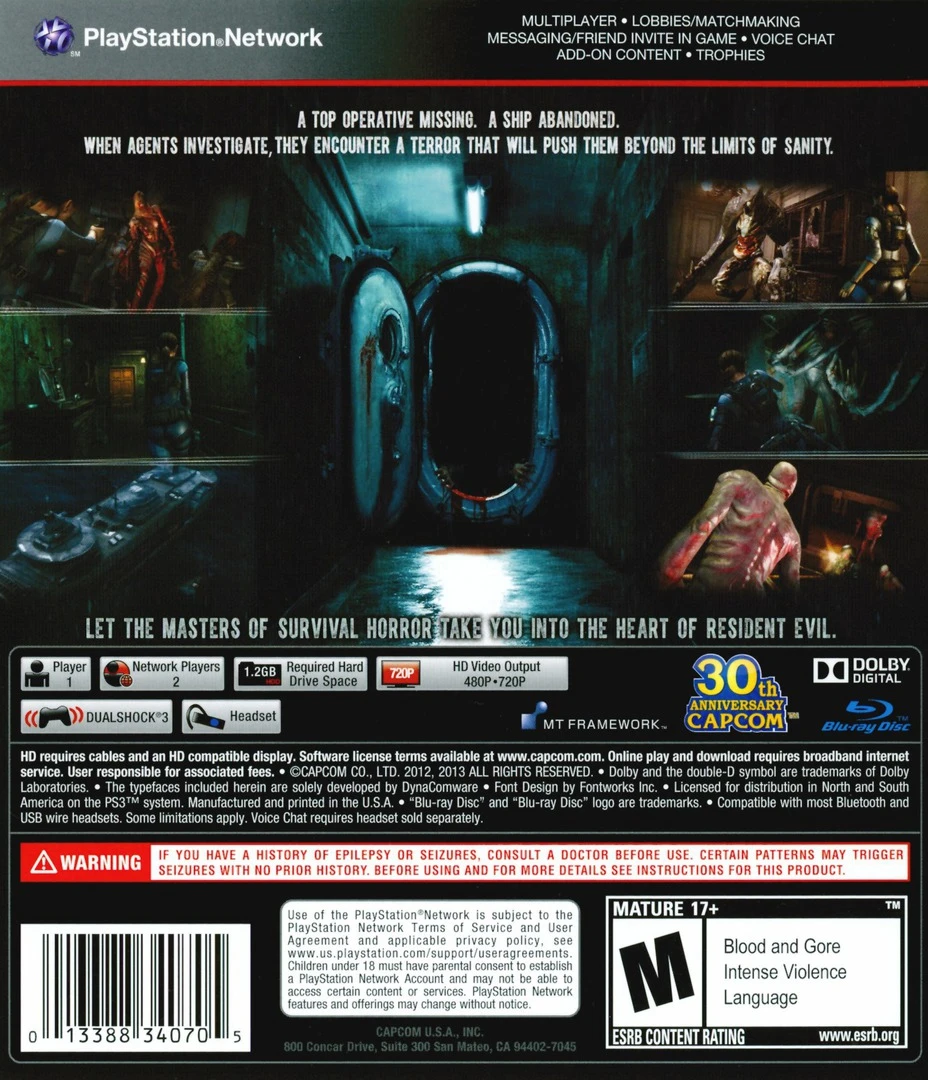 PlayStation®Network
SM
MULTIPLAYER • LOBBIES/MATCHMAKING
MESSAGING/FRIEND INVITE IN GAME • VOICE CHAT
ADD-ON CONTENT • TROPHIES
A TOP OPERATIVE MISSING. A SHIP ABANDONED.
WHEN AGENTS INVESTIGATE, THEY ENCOUNTER A TERROR THAT WILL PUSH THEM BEYOND THE LIMITS OF SANITY.
LET THE MASTERS OF SURVIVAL HORROR TAKE YOU INTO THE HEART OF RESIDENT EVIL.
Player
1
Network Players
2
1.2GB
HDD
Required Hard
Drive Space
720P
HD Video Output
480P•720P
DUALSHOCK®3
Headset
MT FRAMEWORK™
30th
ANNIVERSARY
CAPCOM™
DOLBY
DIGITAL
Blu-ray Disc™
HD requires cables and an HD compatible display. Software license terms available at www.capcom.com. Online play and download requires broadband internet
service. User responsible for associated fees. • ©CAPCOM CO., LTD. 2012, 2013 ALL RIGHTS RESERVED. • Dolby and the double-D symbol are trademarks of Dolby
Laboratories. • The typefaces included herein are solely developed by DynaComware • Font Design by Fontworks Inc. • Licensed for distribution in North and South
America on the PS3™ system. Manufactured and printed in the U.S.A. • “Blu-ray Disc” and “Blu-ray Disc” logo are trademarks. • Compatible with most Bluetooth and
USB wire headsets. Some limitations apply. Voice Chat requires headset sold separately.
WARNING
IF YOU HAVE A HISTORY OF EPILEPSY OR SEIZURES, CONSULT A DOCTOR BEFORE USE. CERTAIN PATTERNS MAY TRIGGER
SEIZURES WITH NO PRIOR HISTORY. BEFORE USING AND FOR MORE DETAILS SEE INSTRUCTIONS FOR THIS PRODUCT.
0 13388 34070 5
Use of the PlayStation®Network is subject to the
PlayStation Network Terms of Service and User
Agreement and applicable privacy policy, see
www.us.playstation.com/support/useragreements.
Children under 18 must have parental consent to establish
a PlayStation Network Account and may not be able to
access certain content or services. PlayStation Network
features and offerings may change without notice.
CAPCOM U.S.A., INC.
800 Concar Drive, Suite 300 San Mateo, CA 94402-7045
MATURE 17+
™
M
Blood and Gore
Intense Violence
Language
ESRB CONTENT RATING
www.esrb.org